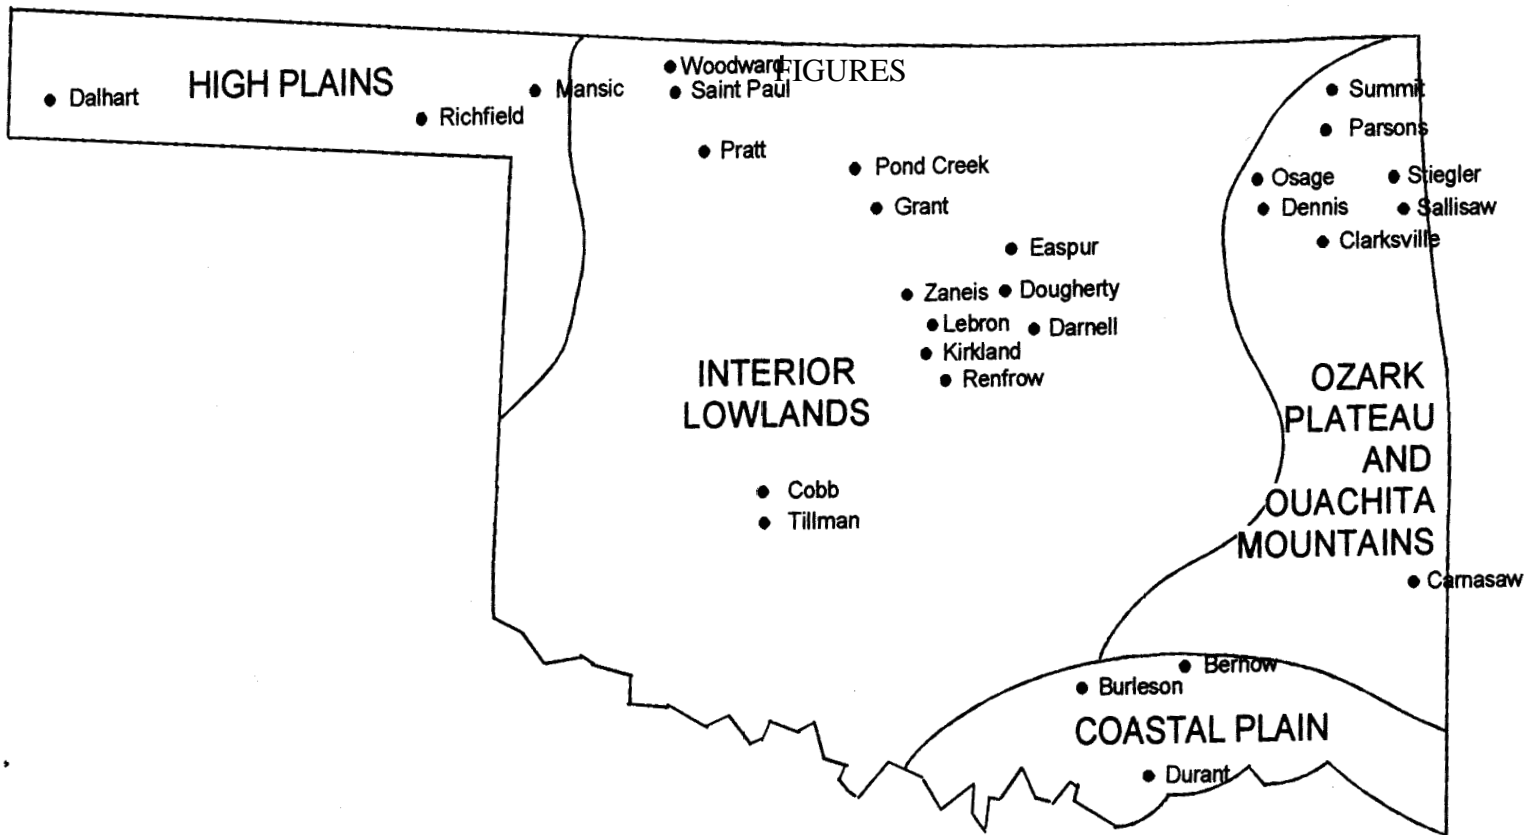 FIGURES
HIGH PLAINS
Dalhart
Richfield
Mansic
Woodward
Saint Paul
Pratt
Pond Creek
Grant
Easpur
Zaneis
Dougherty
Lebron
Darnell
Kirkland
Renfrow
INTERIOR
LOWLANDS
Cobb
Tillman
Summit
Parsons
Osage
Stiegler
Dennis
Sallisaw
Clarksville
OZARK
PLATEAU
AND
OUACHITA
MOUNTAINS
Carnasaw
Bernow
Burleson
COASTAL PLAIN
Durant